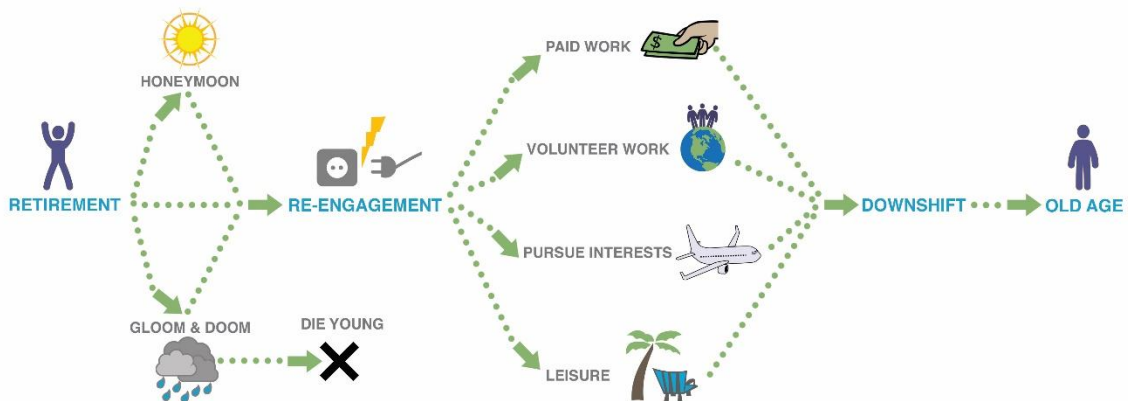 HONEYMOON
RETIREMENT
GLOOM & DOOM
DIE YOUNG
RE-ENGAGEMENT
PAID WORK
$
VOLUNTEER WORK
PURSUE INTERESTS
LEISURE
DOWNSHIFT
OLD AGE